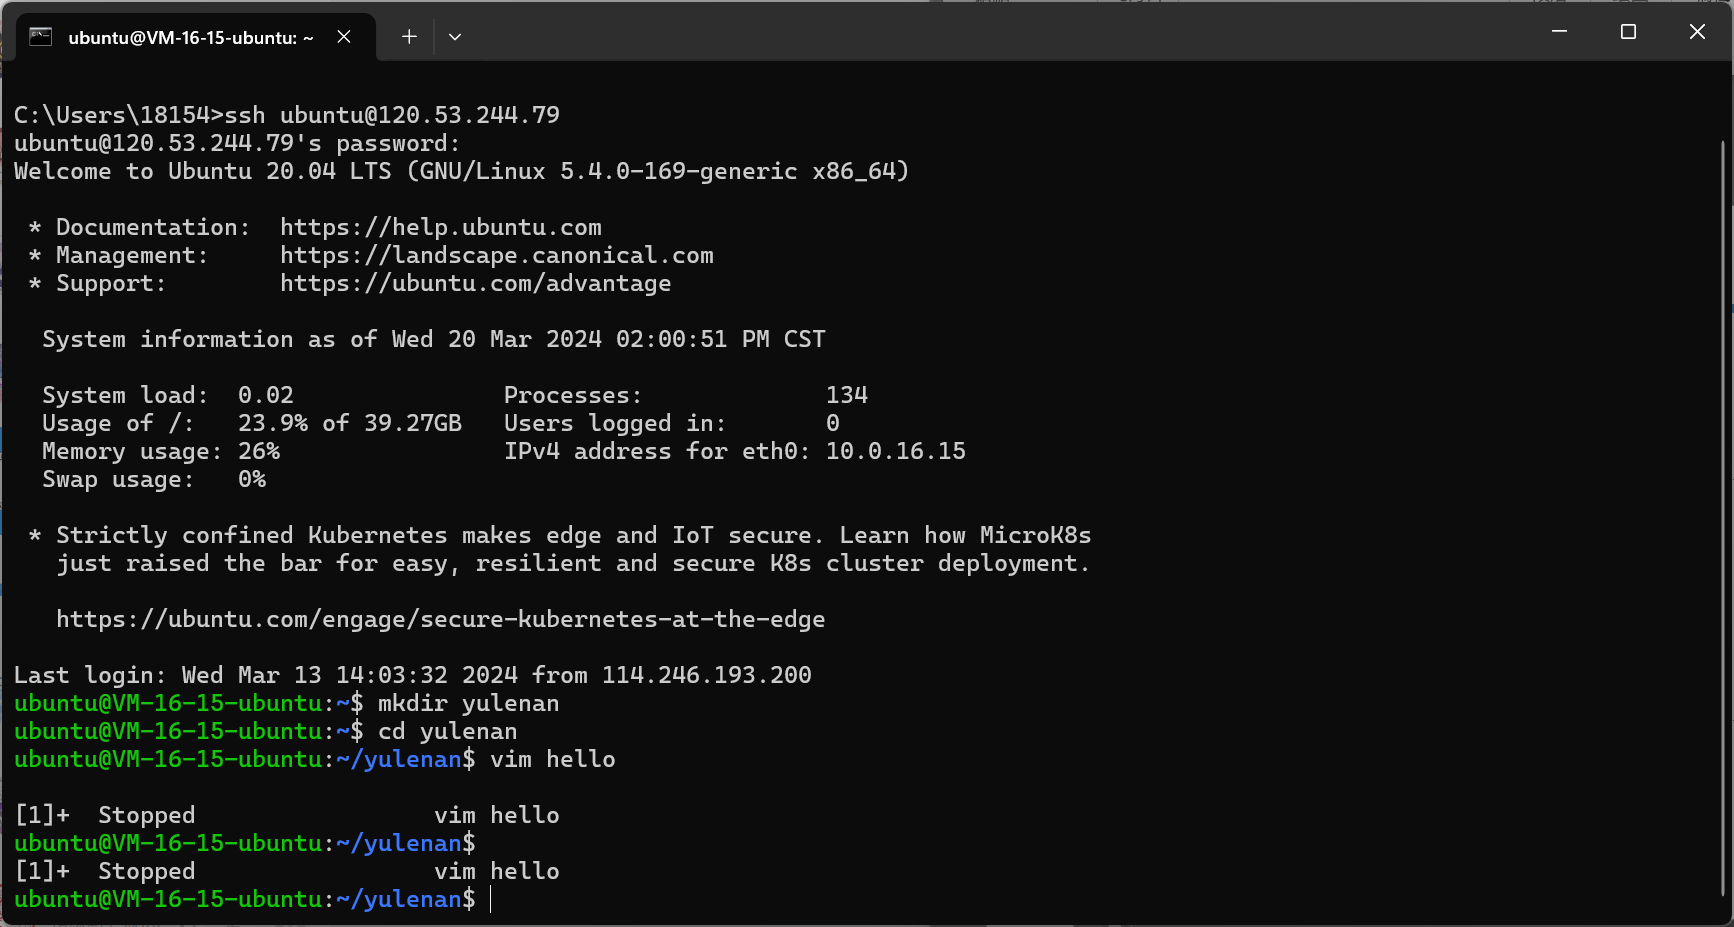 ubuntu@VM-16-15-ubuntu: ~
C:\Users\18154>ssh ubuntu@120.53.244.79
ubuntu@120.53.244.79's password:
Welcome to Ubuntu 20.04 LTS (GNU/Linux 5.4.0-169-generic x86_64)
* Documentation:  https://help.ubuntu.com
* Management:     https://landscape.canonical.com
* Support:        https://ubuntu.com/advantage
System information as of Wed 20 Mar 2024 02:00:51 PM CST
System load:  0.02               Processes:             134
Usage of /:   23.9% of 39.27GB   Users logged in:       0
Memory usage: 26%                IPv4 address for eth0: 10.0.16.15
Swap usage:   0%
* Strictly confined Kubernetes makes edge and IoT secure. Learn how MicroK8s
just raised the bar for easy, resilient and secure K8s cluster deployment.
https://ubuntu.com/engage/secure-kubernetes-at-the-edge
Last login: Wed Mar 13 14:03:32 2024 from 114.246.193.200
ubuntu@VM-16-15-ubuntu:~$ mkdir yulenan
ubuntu@VM-16-15-ubuntu:~$ cd yulenan
ubuntu@VM-16-15-ubuntu:~/yulenan$ vim hello
[1]+  Stopped                 vim hello
ubuntu@VM-16-15-ubuntu:~/yulenan$
[1]+  Stopped                 vim hello
ubuntu@VM-16-15-ubuntu:~/yulenan$